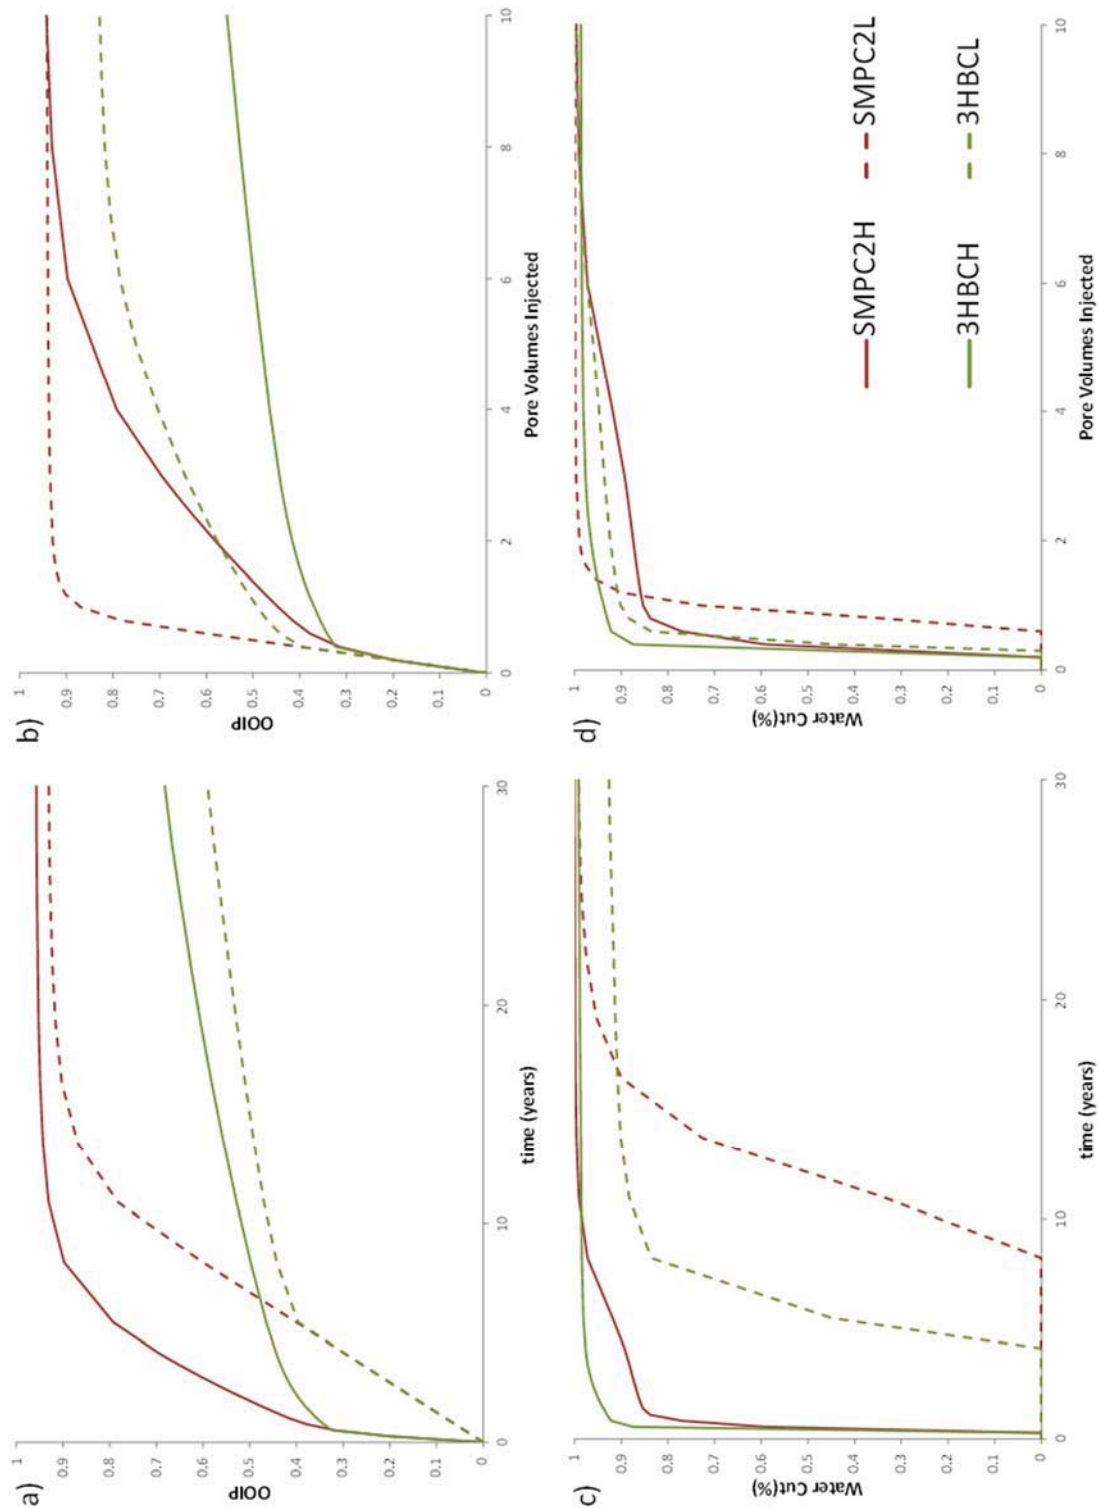 a)
OOIP
1
0.9
0.8
0.7
0.6
0.5
0.4
0.3
0.2
0.1
0
0 10 20 30
time (years)
b)
OOIP
1
0.9
0.8
0.7
0.6
0.5
0.4
0.3
0.2
0.1
0
0 2 4 6 8 10
Pore Volumes Injected
c)
Water Cut(%)
1
0.9
0.8
0.7
0.6
0.5
0.4
0.3
0.2
0.1
0
0 10 20 30
time (years)
d)
Water Cut(%)
1
0.9
0.8
0.7
0.6
0.5
0.4
0.3
0.2
0.1
0
0 2 4 6 8 10
Pore Volumes Injected
SMPC2H SMPC2L
3HBCH 3HBCL